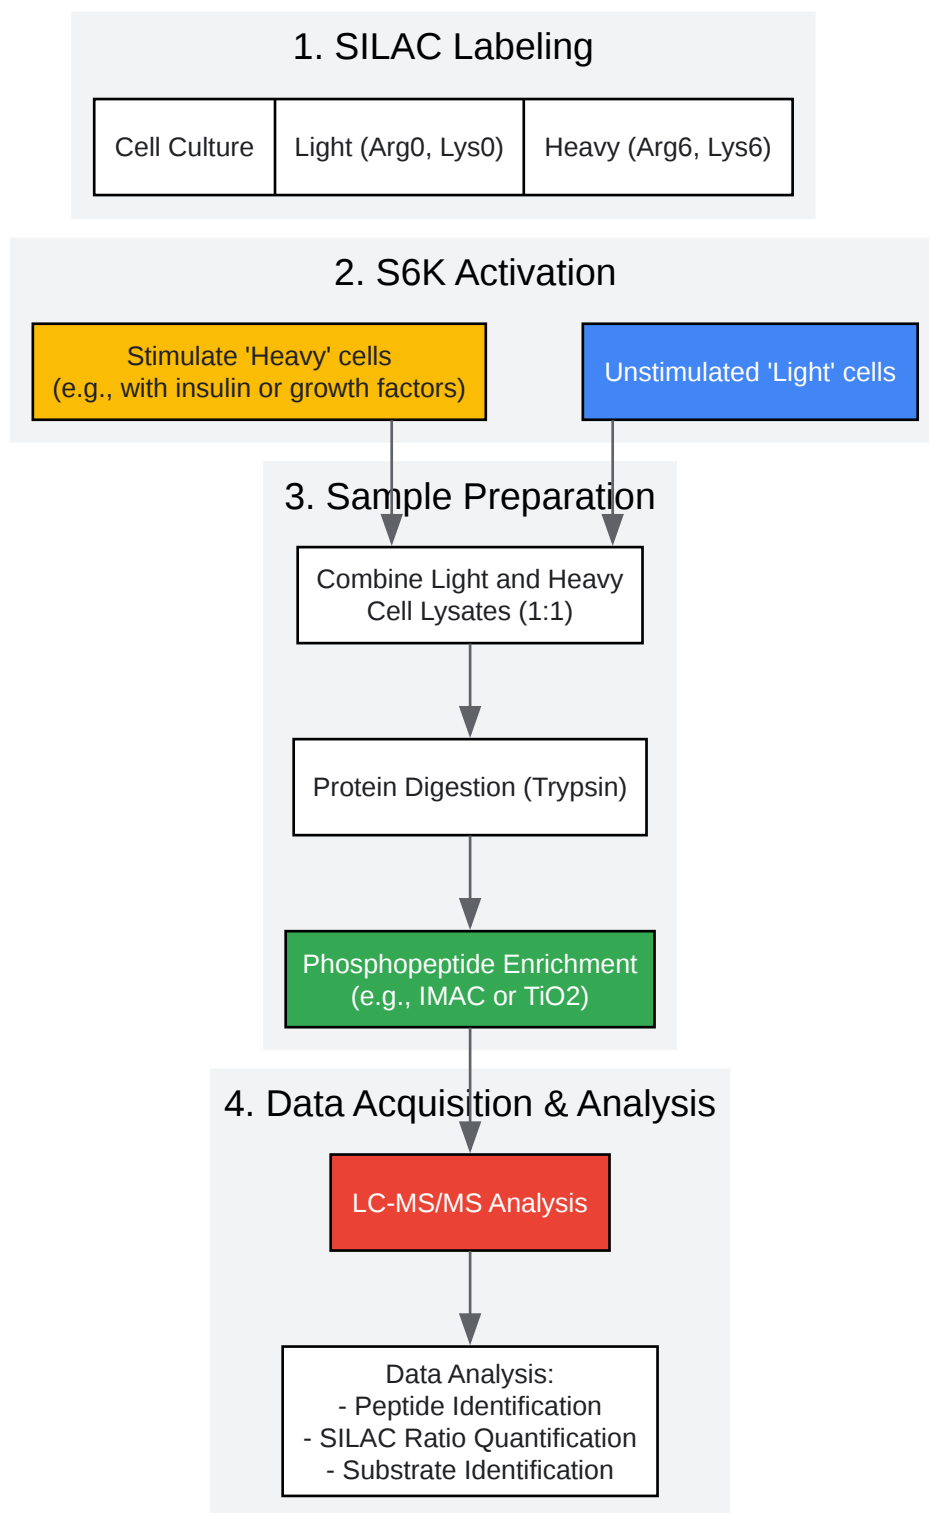 1. SILAC Labeling
Cell Culture
Light (Arg0, Lys0)
Heavy (Arg6, Lys6)
2. S6K Activation
Stimulate 'Heavy' cells
(e.g., with insulin or growth factors)
Unstimulated 'Light' cells
3. Sample Preparation
Combine Light and Heavy
Cell Lysates (1:1)
Protein Digestion (Trypsin)
Phosphopeptide Enrichment
(e.g., IMAC or TiO2)
4. Data Acquisition & Analysis
LC-MS/MS Analysis
Data Analysis:
- Peptide Identification
- SILAC Ratio Quantification
- Substrate Identification